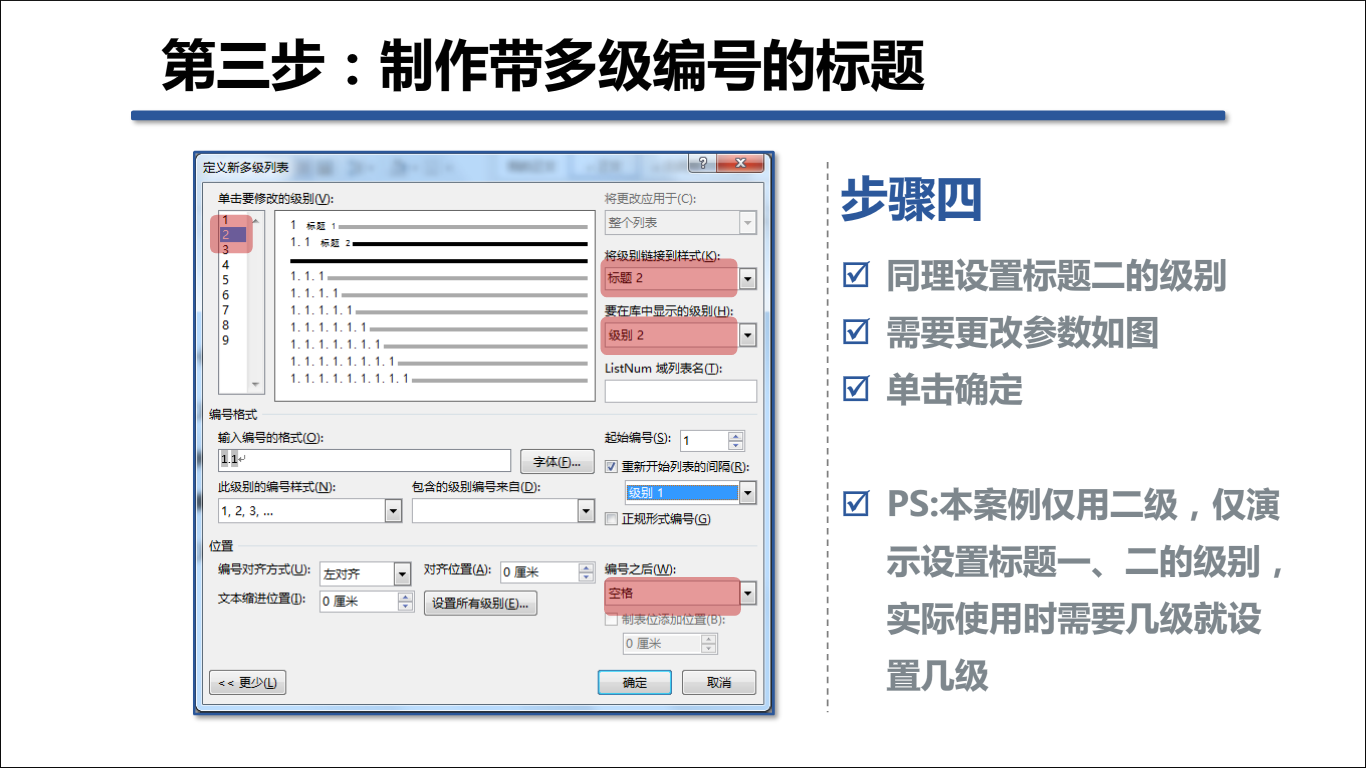 第三步：制作带多级编号的标题
定义新多级列表
单击要修改的级别(V):
1
2
3
4
5
6
7
8
9
1 标题 1
1.1 标题 2
1.1.1
1.1.1.1
1.1.1.1.1
1.1.1.1.1.1
1.1.1.1.1.1.1
1.1.1.1.1.1.1.1
1.1.1.1.1.1.1.1.1
将更改应用于(C):
整个列表
将级别链接到样式(K):
标题 2
要在库中显示的级别(H):
级别 2
ListNum 域列表名(T):
编号格式
输入编号的格式(O):
1.1
字体(F)...
起始编号(S): 1
重新开始列表的间隔(R):
级别 1
此级别的编号样式(N):
1, 2, 3, ...
包含的级别编号来自(D):
正规形式编号(G)
位置
编号对齐方式(U): 左对齐
对齐位置(A): 0 厘米
编号之后(W):
空格
文本缩进位置(I): 0 厘米
设置所有级别(E)...
制表位添加位置(B):
0 厘米
<< 更少(L)
确定
取消
步骤四
同理设置标题二的级别
需要更改参数如图
单击确定
PS:本案例仅用二级，仅演
示设置标题一、二的级别，
实际使用时需要几级就设
置几级